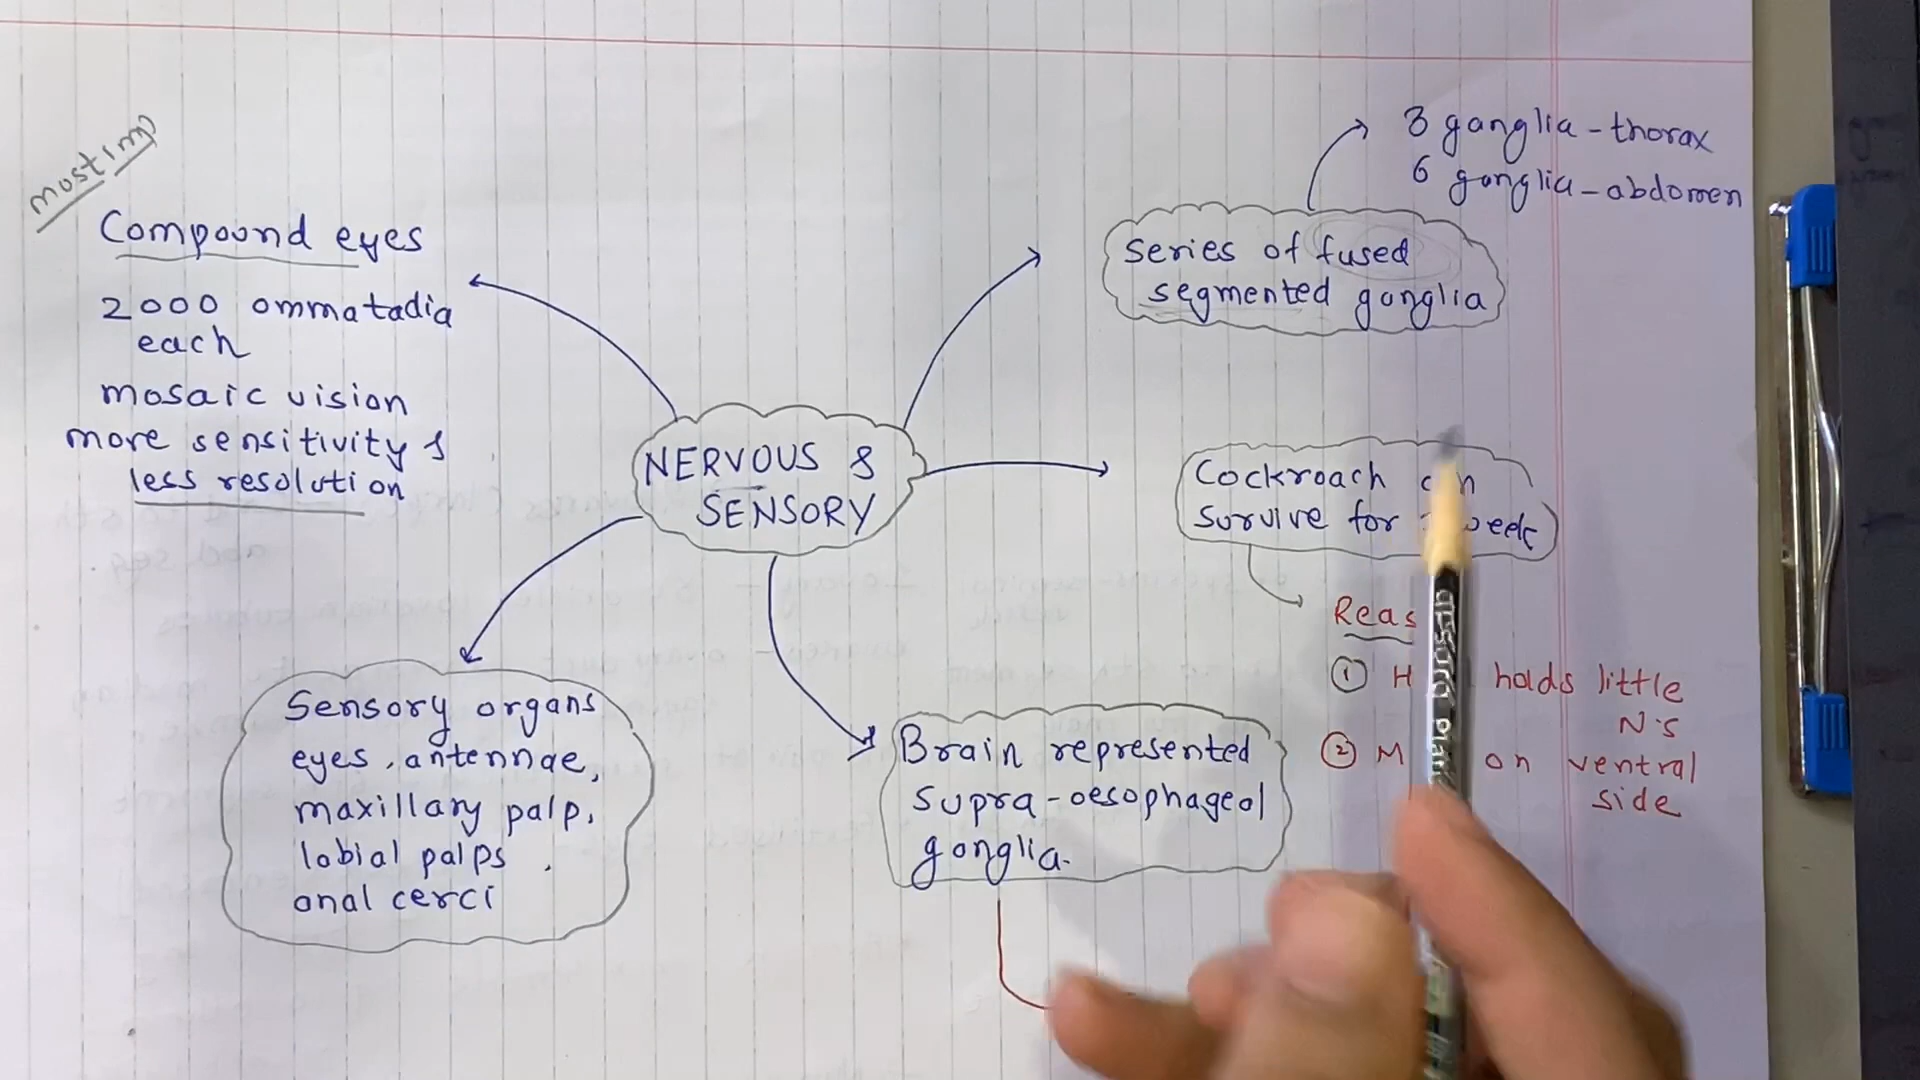 most imp
Compound eyes
2000 ommatadia
each
mosaic vision
more sensitivity &
less resolution
NERVOUS &
SENSORY
3 ganglia - thorax
6 ganglia - abdomen
series of fused
segmented ganglia
Cockroach
survive for
Sensory organs
eyes, antennae,
maxillary palp,
labial palps
anal cerci
Brain represented
supra-oesophageal
ganglia.
① holds little
N.S
② on ventral
side